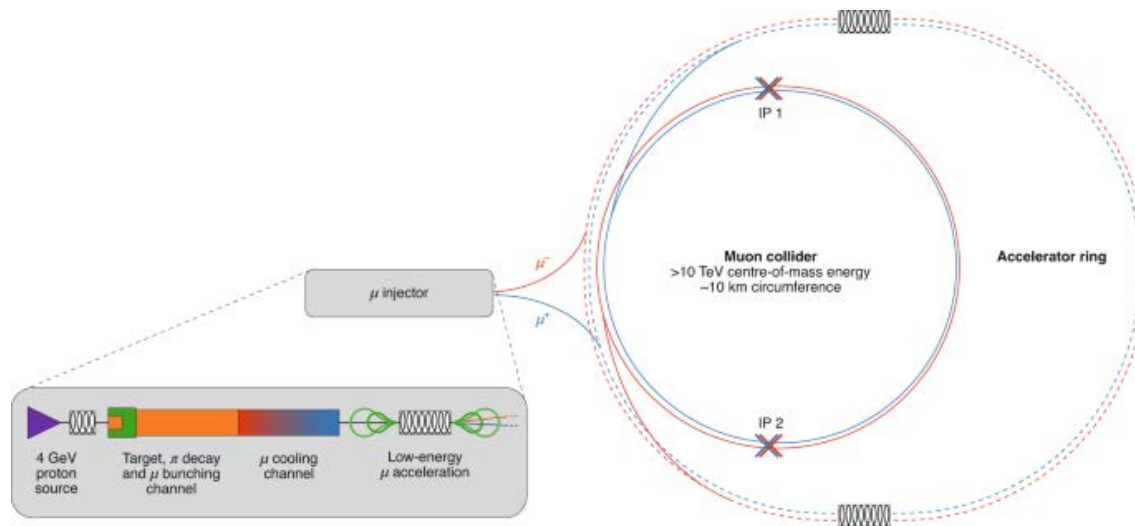 IP 1
Muon collider
>10 TeV centre-of-mass energy
~10 km circumference
Accelerator ring
μ⁻
μ injector
μ⁺
IP 2
4 GeV
proton
source
Target, π decay
and μ bunching
channel
μ cooling
channel
Low-energy
μ acceleration